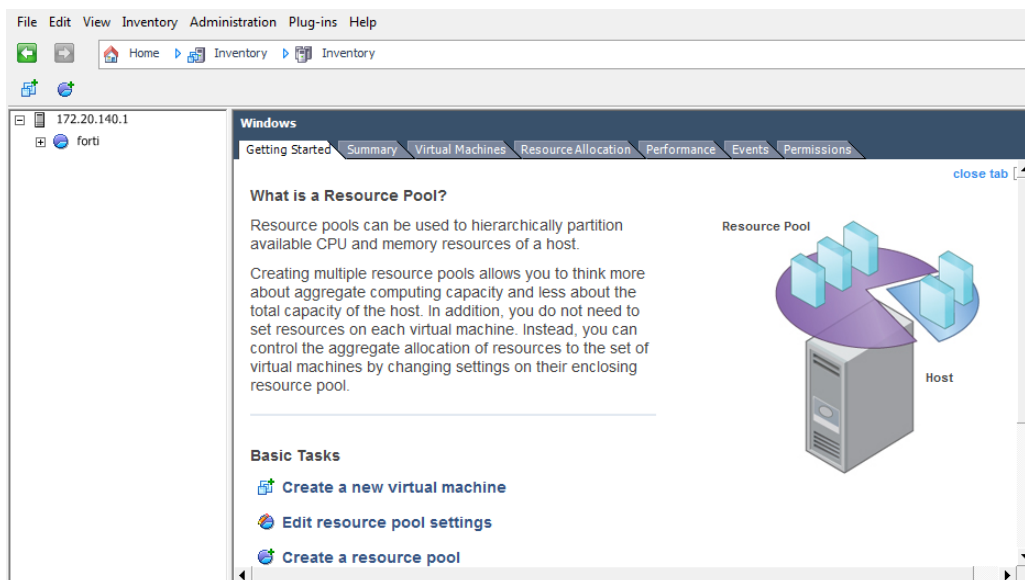 File Edit View Inventory Administration Plug-ins Help
Home Inventory Inventory
172.20.140.1
forti
Windows
Getting Started Summary Virtual Machines Resource Allocation Performance Events Permissions
close tab
What is a Resource Pool?
Resource pools can be used to hierarchically partition
available CPU and memory resources of a host.
Creating multiple resource pools allows you to think more
about aggregate computing capacity and less about the
total capacity of the host. In addition, you do not need to
set resources on each virtual machine. Instead, you can
control the aggregate allocation of resources to the set of
virtual machines by changing settings on their enclosing
resource pool.
Resource Pool
Host
Basic Tasks
Create a new virtual machine
Edit resource pool settings
Create a resource pool